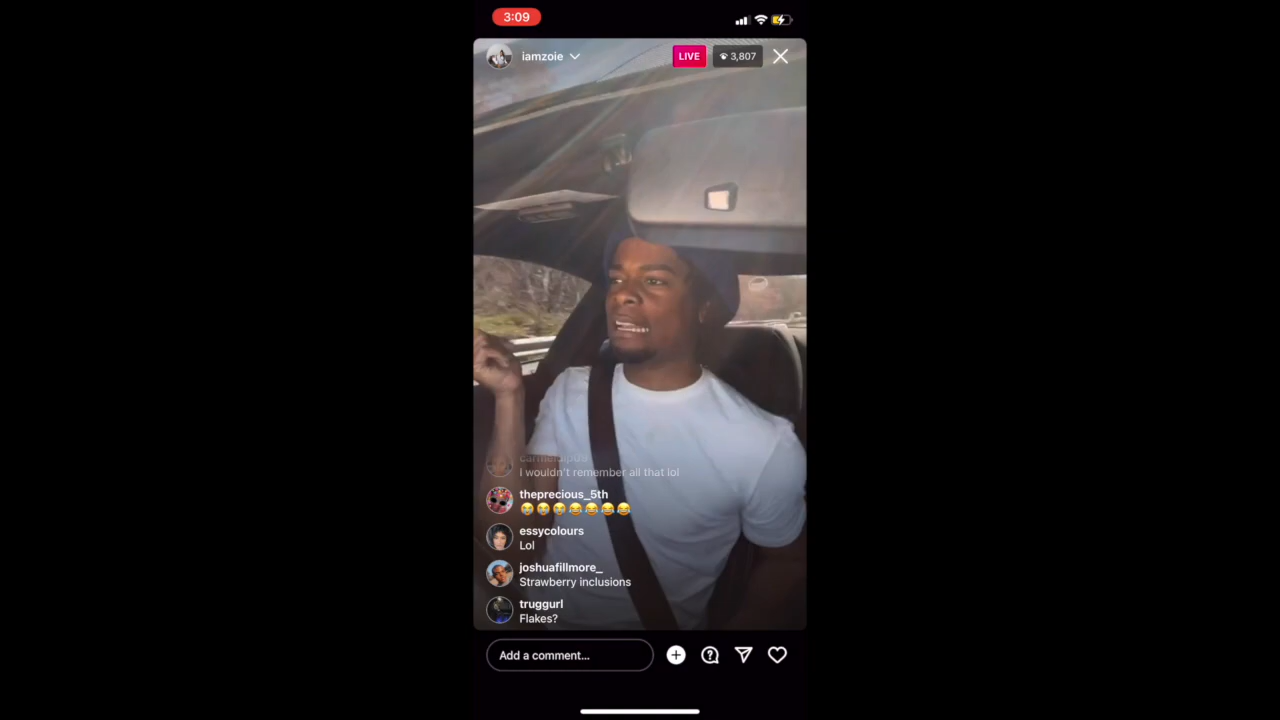 3:09
iamzoie
LIVE
3,807
I wouldn't remember all that lol
theprecious_5th
😭😭😭😂😂😂😂
essycolours
Lol
joshuafillmore_
Strawberry inclusions
truggurl
Flakes?
Add a comment...